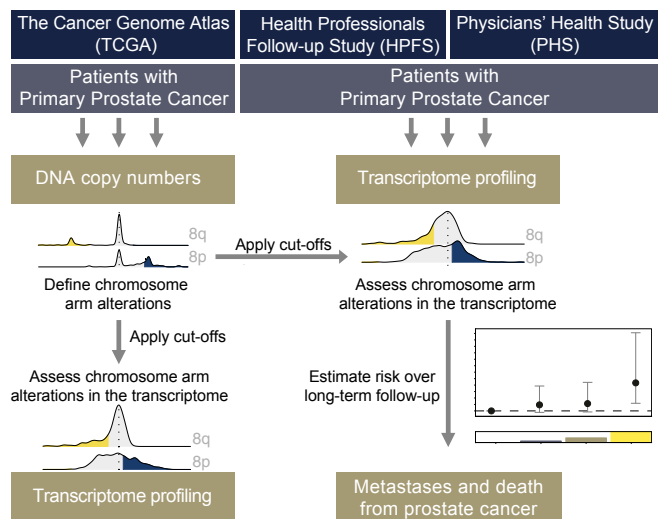 The Cancer Genome Atlas
(TCGA)
Health Professionals
Follow-up Study (HPFS)
Physicians' Health Study
(PHS)
Patients with
Primary Prostate Cancer
Patients with
Primary Prostate Cancer
DNA copy numbers
Transcriptome profiling
8q
8p
Apply cut-offs
8q
8p
Define chromosome
arm alterations
Assess chromosome arm
alterations in the transcriptome
Apply cut-offs
Assess chromosome arm
alterations in the transcriptome
Estimate risk over
long-term follow-up
8q
8p
Transcriptome profiling
Metastases and death
from prostate cancer